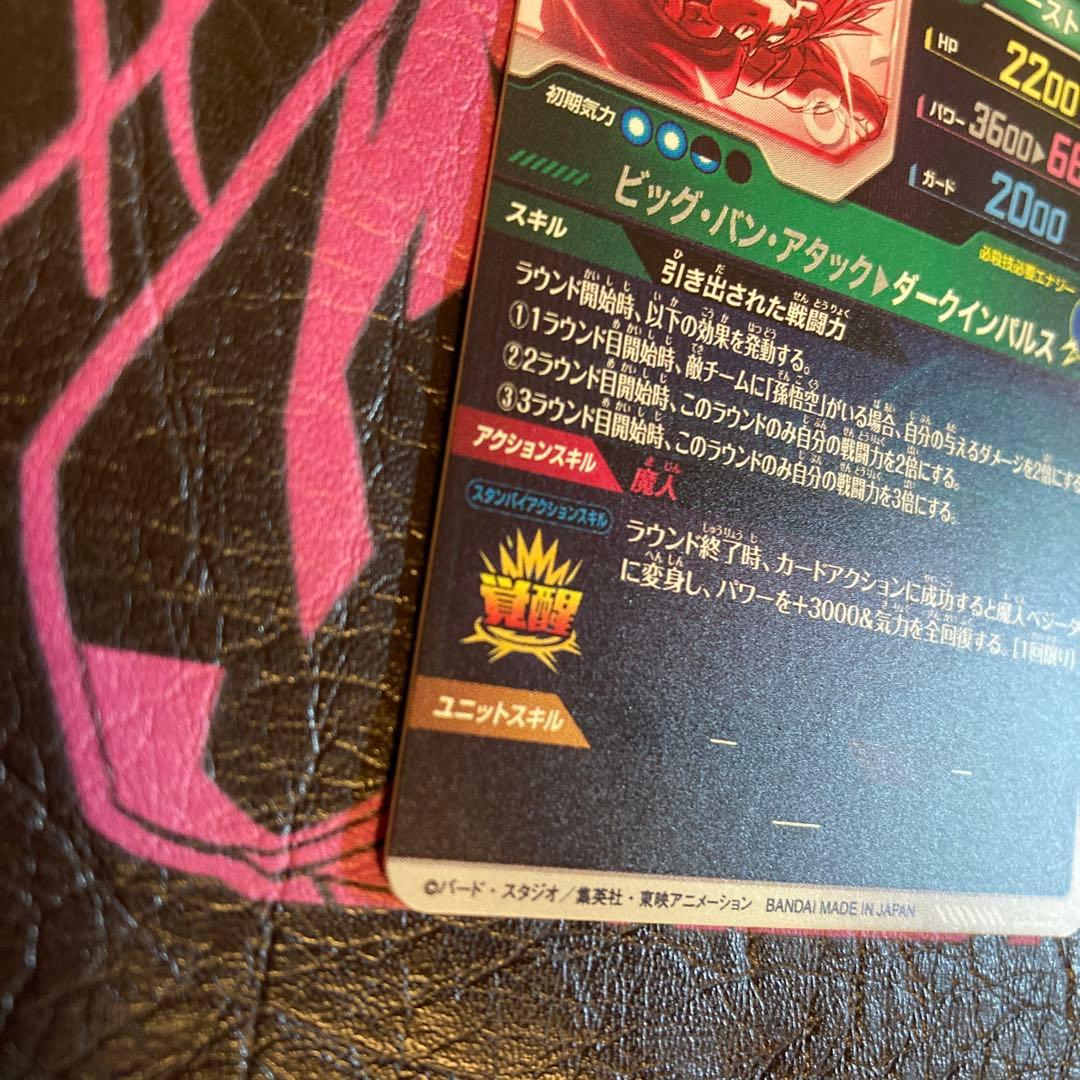 ースト
HP 2200
初期気力
パワー 3600▶66
ガード 2000
ビッグ・バン・アタック▶ダークインパルス
必殺技必要エナジー
スキル
引き出された戦闘力
ラウンド開始時、以下の効果を発動する。
①1ラウンド目開始時、敵チームに「孫悟空」がいる場合、自分の与えるダメージを2倍にする
②2ラウンド目開始時、このラウンドのみ自分の戦闘力を2倍にする。
③3ラウンド目開始時、このラウンドのみ自分の戦闘力を3倍にする。
アクションスキル
魔人
スタンバイアクションスキル
覚醒
ラウンド終了時、カードアクションに成功すると魔人ベジータ
に変身し、パワーを+3000&気力を全回復する。[1回限り]
ユニットスキル
—
—
—
©バード・スタジオ／集英社・東映アニメーション BANDAI MADE IN JAPAN